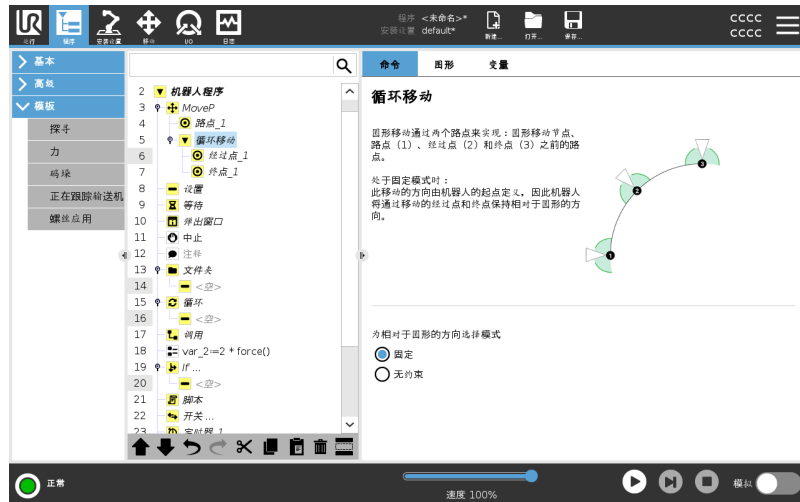 UR
运行
程序
安装设置
移动
I/O
日志
程序 <未命名>*
安装设置 default*
新建...
打开...
保存...
CCCC
CCCC
基本
高级
模板
探寻
力
码垛
正在跟踪输送机
螺丝应用
2 机器人程序
3 MoveP
4 路点_1
5 循环移动
6 经过点_1
7 终点_1
8 设置
9 等待
10 弹出窗口
11 中止
12 注释
13 文件夹
14 <空>
15 循环
16 <空>
17 调用
18 var_2≔2 * force()
19 If ...
20 <空>
21 脚本
22 开关 ...
23 定时器_1
命令 图形 变量
循环移动
圆形移动通过两个路点来实现：圆形移动节点、
路点（1）、经过点（2）和终点（3）之前的路
点。
处于固定模式时：
此移动的方向由机器人的起点定义，因此机器人
将通过移动的经过点和终点保持相对于圆形的方
向。
1
2
3
为相对于圆形的方向选择模式
固定
无约束
正常
速度 100%
模拟